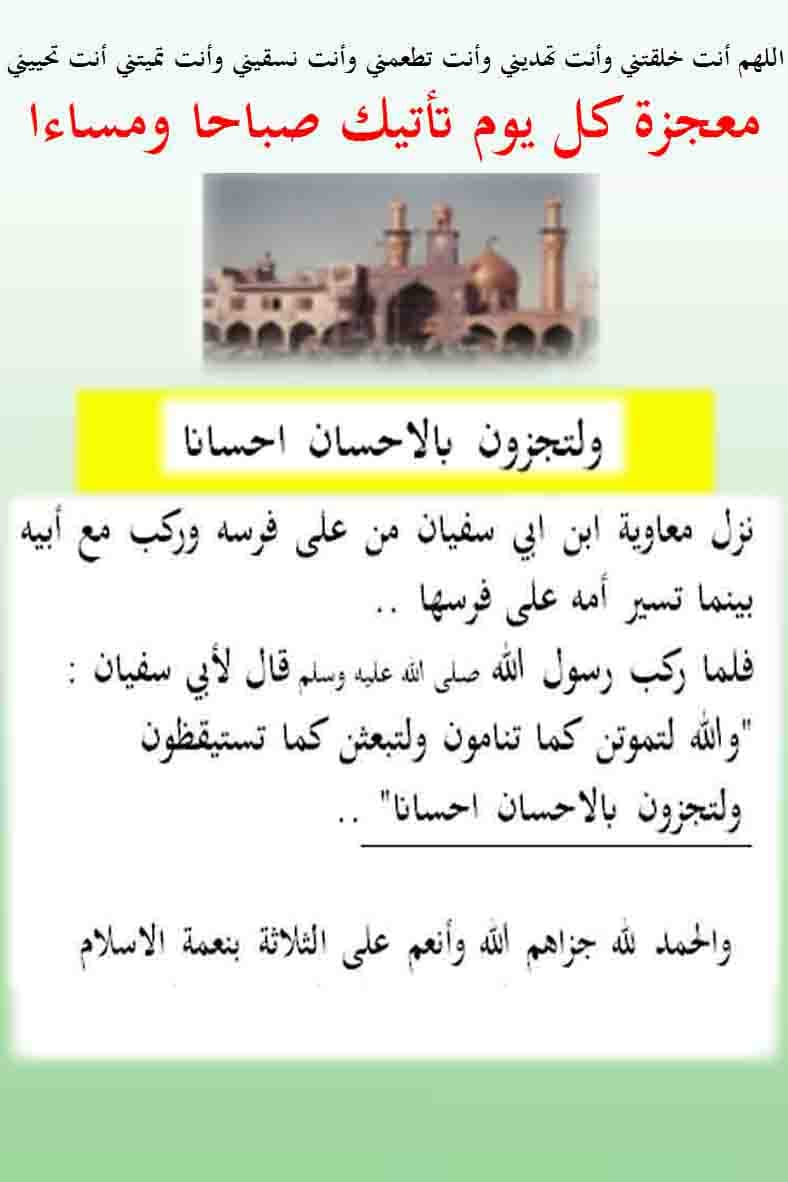 اللهم أنت خلقتني وأنت تهديني وأنت تطعمني وأنت نسقيني وأنت تميتني أنت تحييني
معجزة كل يوم تأتيك صباحا ومساءا
ولتجزون بالاحسان احسانا
نزل معاوية ابن ابي سفيان من على فرسه وركب مع أبيه
بينما تسير أمه على فرسها ..
فلما ركب رسول الله صلى الله عليه وسلم قال لأبي سفيان :
"والله لتموتن كما تنامون ولتبعثن كما تستيقظون
ولتجزون بالاحسان احسانا" ..
والحمد لله جزاهم الله وأنعم على الثلاثة بنعمة الاسلام